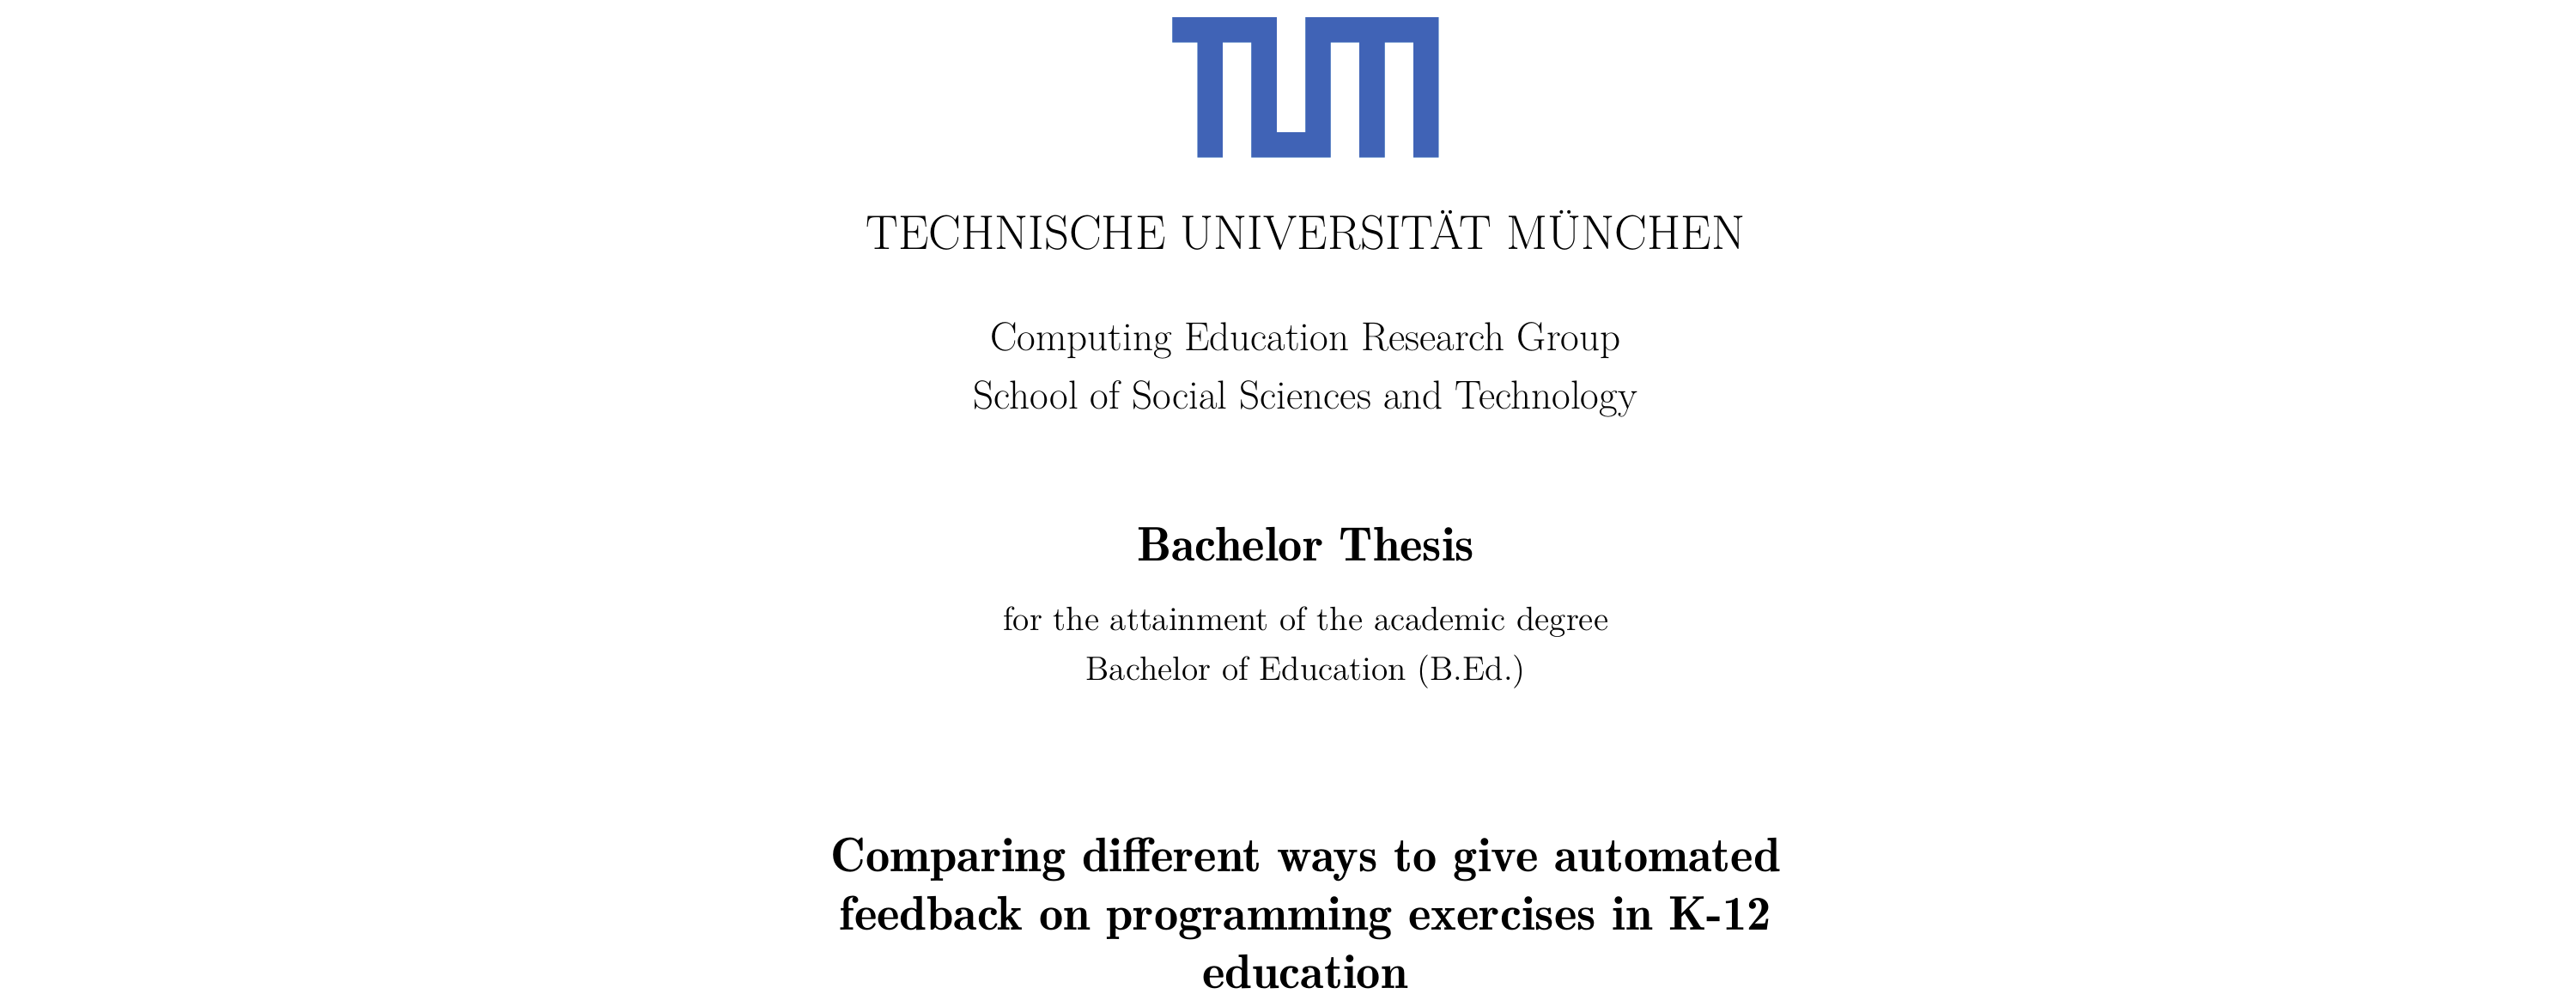 TUM
TECHNISCHE UNIVERSITÄT MÜNCHEN
Computing Education Research Group
School of Social Sciences and Technology
Bachelor Thesis
for the attainment of the academic degree
Bachelor of Education (B.Ed.)
Comparing different ways to give automated
feedback on programming exercises in K-12
education